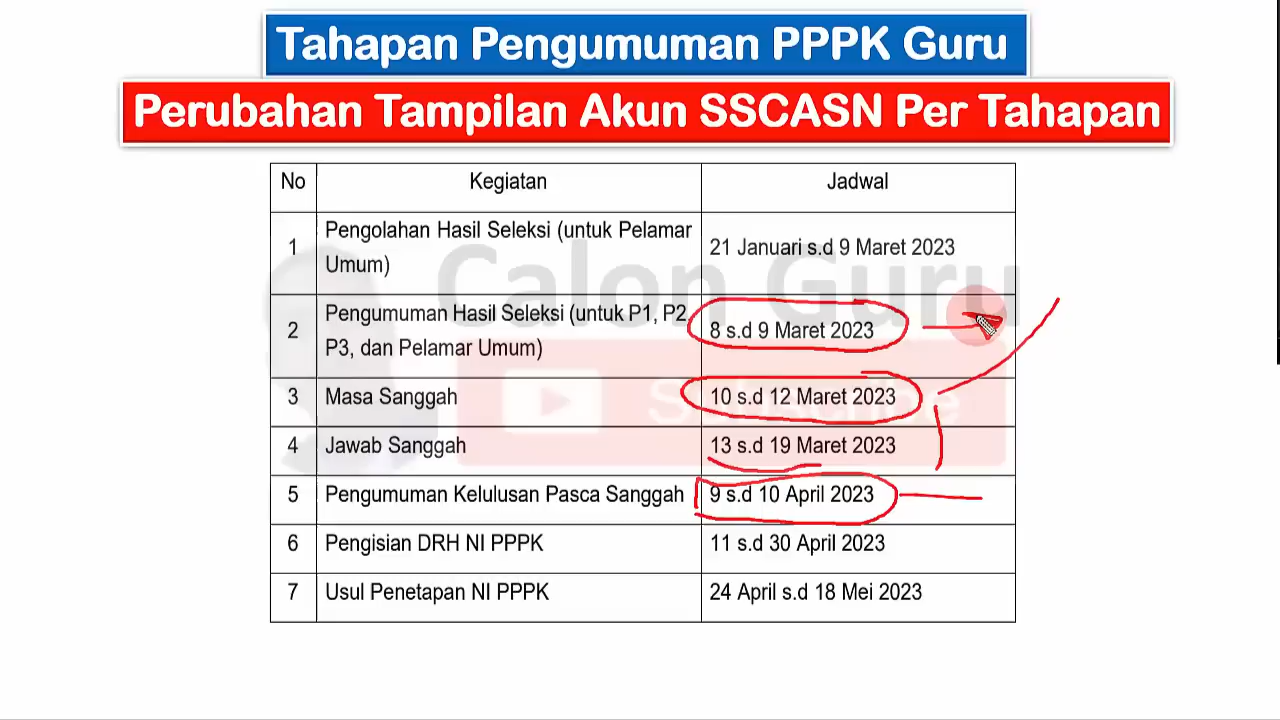 Tahapan Pengumuman PPPK Guru
Perubahan Tampilan Akun SSCASN Per Tahapan
No Kegiatan Jadwal
1 Pengolahan Hasil Seleksi (untuk Pelamar Umum) 21 Januari s.d 9 Maret 2023
2 Pengumuman Hasil Seleksi (untuk P1, P2, P3, dan Pelamar Umum) 8 s.d 9 Maret 2023
3 Masa Sanggah 10 s.d 12 Maret 2023
4 Jawab Sanggah 13 s.d 19 Maret 2023
5 Pengumuman Kelulusan Pasca Sanggah 9 s.d 10 April 2023
6 Pengisian DRH NI PPPK 11 s.d 30 April 2023
7 Usul Penetapan NI PPPK 24 April s.d 18 Mei 2023
Calon Guru
Subscribe